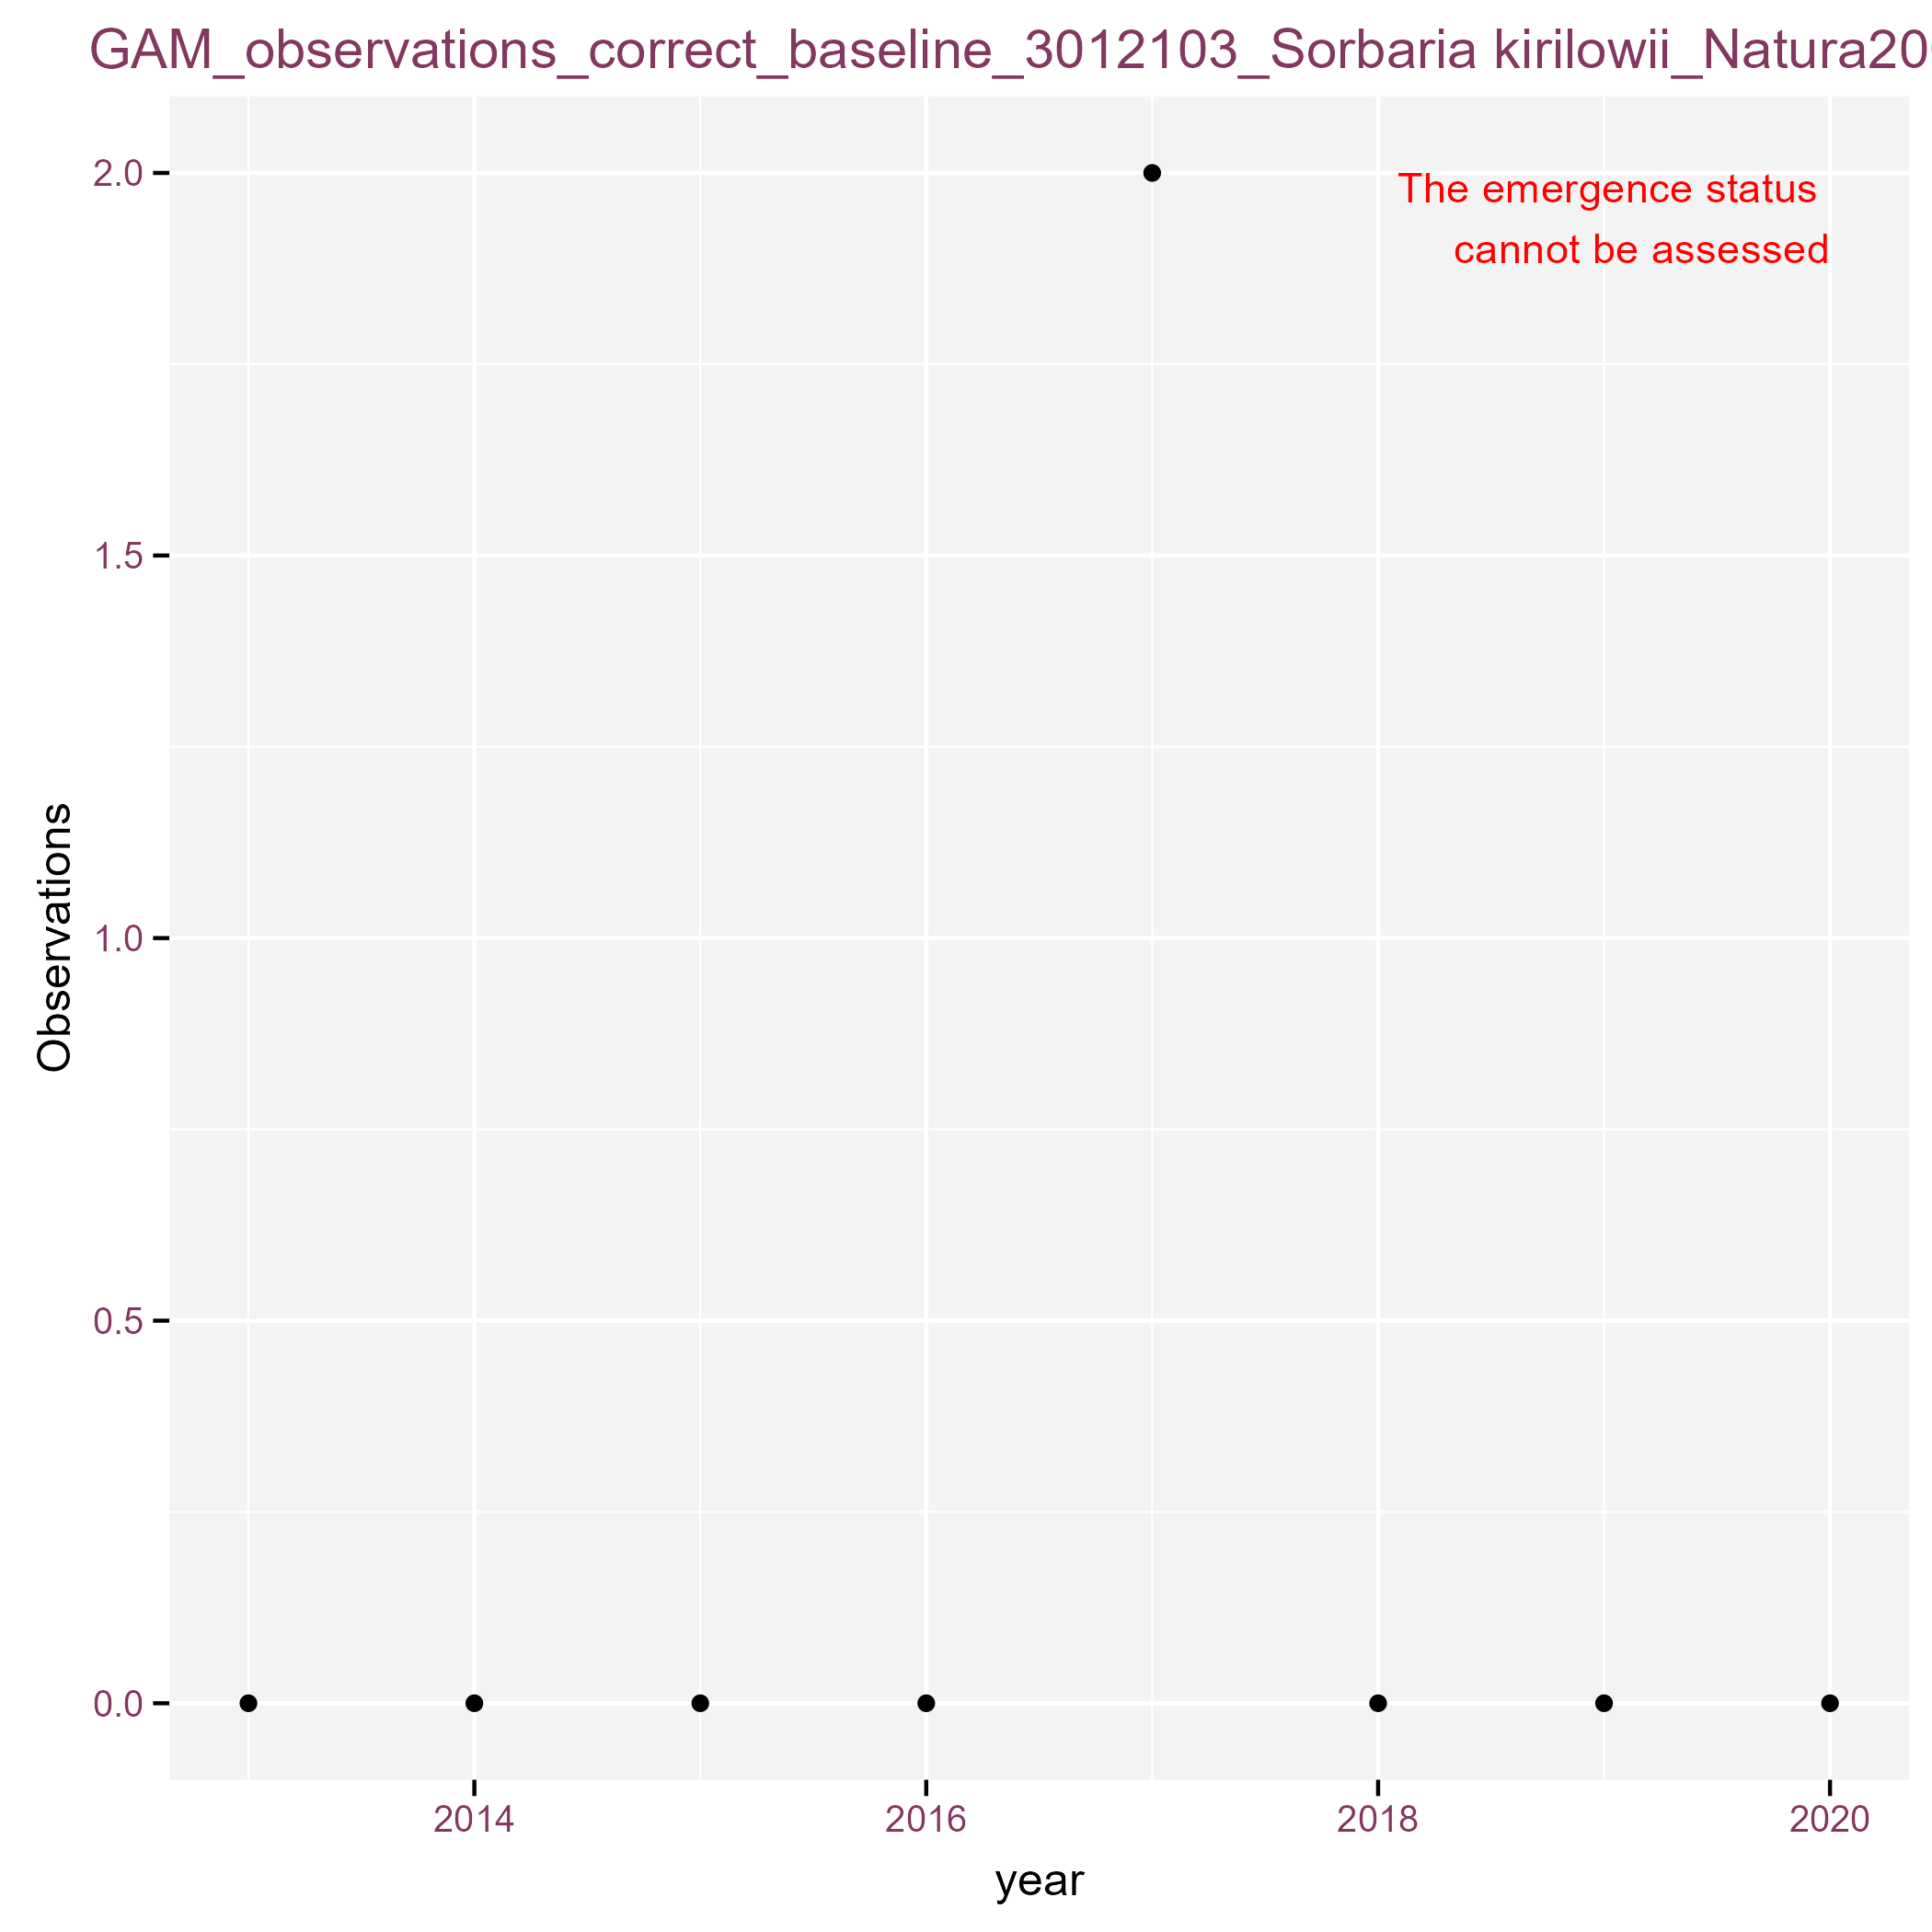 GAM_observations_correct_baseline_3012103_Sorbaria kirilowii_Natura20
The emergence status
cannot be assessed
2.0
1.5
1.0
0.5
0.0
Observations
2014 2016 2018 2020
year